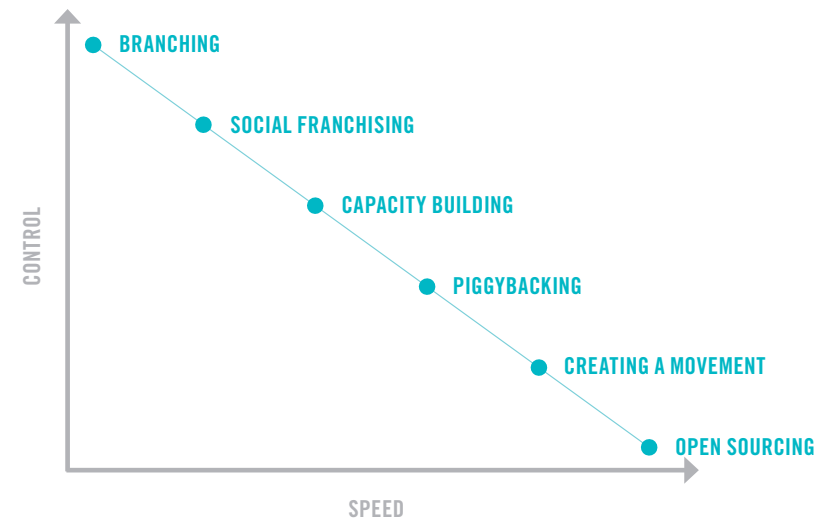 BRANCHING
SOCIAL FRANCHISING
CAPACITY BUILDING
PIGGYBACKING
CREATING A MOVEMENT
OPEN SOURCING
CONTROL
SPEED